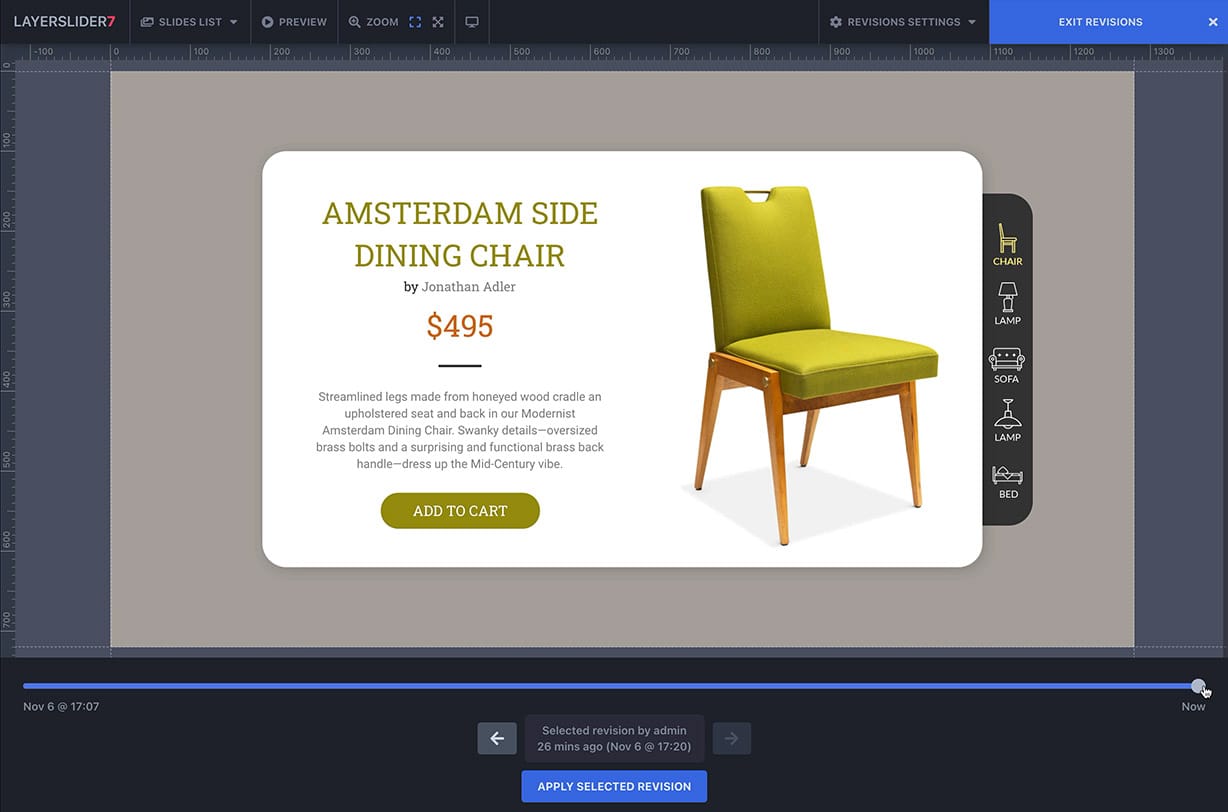 LAYERSLIDER7
SLIDES LIST
PREVIEW
ZOOM
REVISIONS SETTINGS
EXIT REVISIONS
-100 0 100 200 300 400 500 600 700 800 900 1000 1100 1200 1300
0
100
200
300
400
500
600
700
AMSTERDAM SIDE
DINING CHAIR
by Jonathan Adler
$495
Streamlined legs made from honeyed wood cradle an
upholstered seat and back in our Modernist
Amsterdam Dining Chair. Swanky details—oversized
brass bolts and a surprising and functional brass back
handle—dress up the Mid-Century vibe.
ADD TO CART
CHAIR
LAMP
SOFA
LAMP
BED
Nov 6 @ 17:07
Now
Selected revision by admin
26 mins ago (Nov 6 @ 17:20)
APPLY SELECTED REVISION